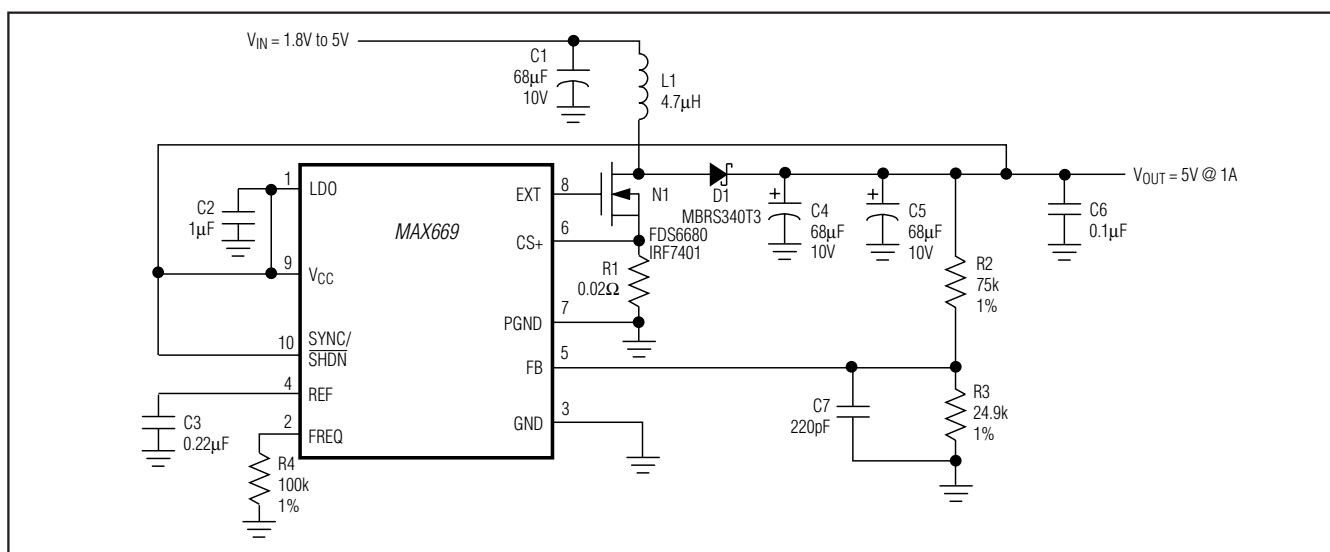 V_IN = 1.8V to 5V
C1
68µF
10V
L1
4.7µH
1
LDO
C2
1µF
MAX669
EXT
8
N1
FDS6680
IRF7401
D1
MBRS340T3
C4
68µF
10V
C5
68µF
10V
C6
0.1µF
V_OUT = 5V @ 1A
9
V_CC
CS+
6
R1
0.02Ω
R2
75k
1%
PGND
7
10
SYNC/
SHDN
FB
5
4
REF
C3
0.22µF
C7
220pF
R3
24.9k
1%
2
FREQ
GND
3
R4
100k
1%